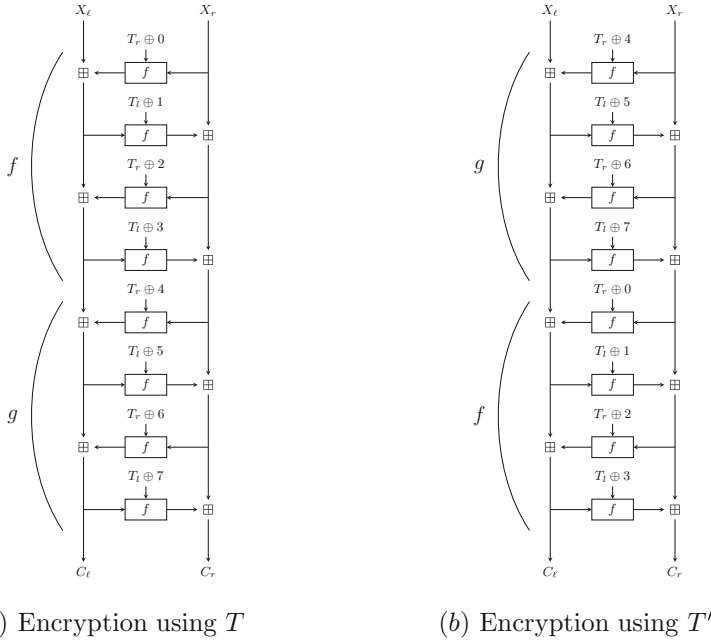 X_ℓ X_r
T_r ⊕ 0
f
T_l ⊕ 1
f
T_r ⊕ 2
f
T_l ⊕ 3
f
T_r ⊕ 4
f
T_l ⊕ 5
f
T_r ⊕ 6
f
T_l ⊕ 7
f
C_ℓ C_r
f
g
) Encryption using T
X_ℓ X_r
T_r ⊕ 4
f
T_l ⊕ 5
f
T_r ⊕ 6
f
T_l ⊕ 7
f
T_r ⊕ 0
f
T_l ⊕ 1
f
T_r ⊕ 2
f
T_l ⊕ 3
f
C_ℓ C_r
g
f
(b) Encryption using T′